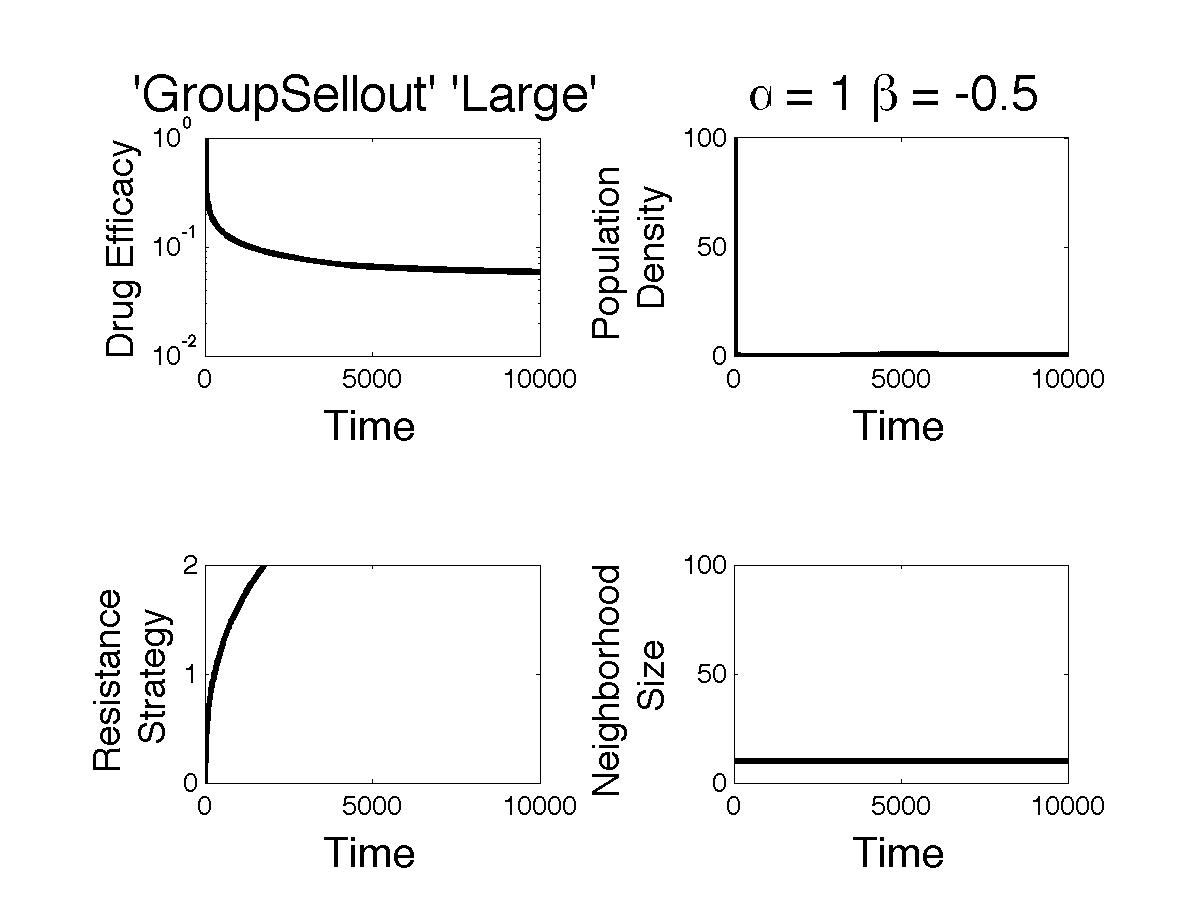 'GroupSellout' 'Large'
α = 1 β = -0.5
Drug Efficacy
10^0
10^-1
10^-2
0 5000 10000
Time
Population
Density
100
50
0
0 5000 10000
Time
Resistance
Strategy
2
1
0
0 5000 10000
Time
Neighborhood
Size
100
50
0
0 5000 10000
Time